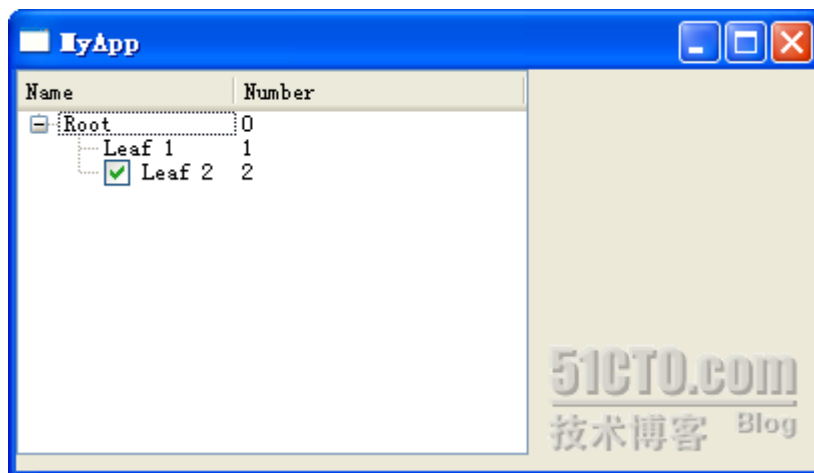 MyApp
Name Number
Root 0
Leaf 1 1
Leaf 2 2
51CTO.com
技术博客 Blog